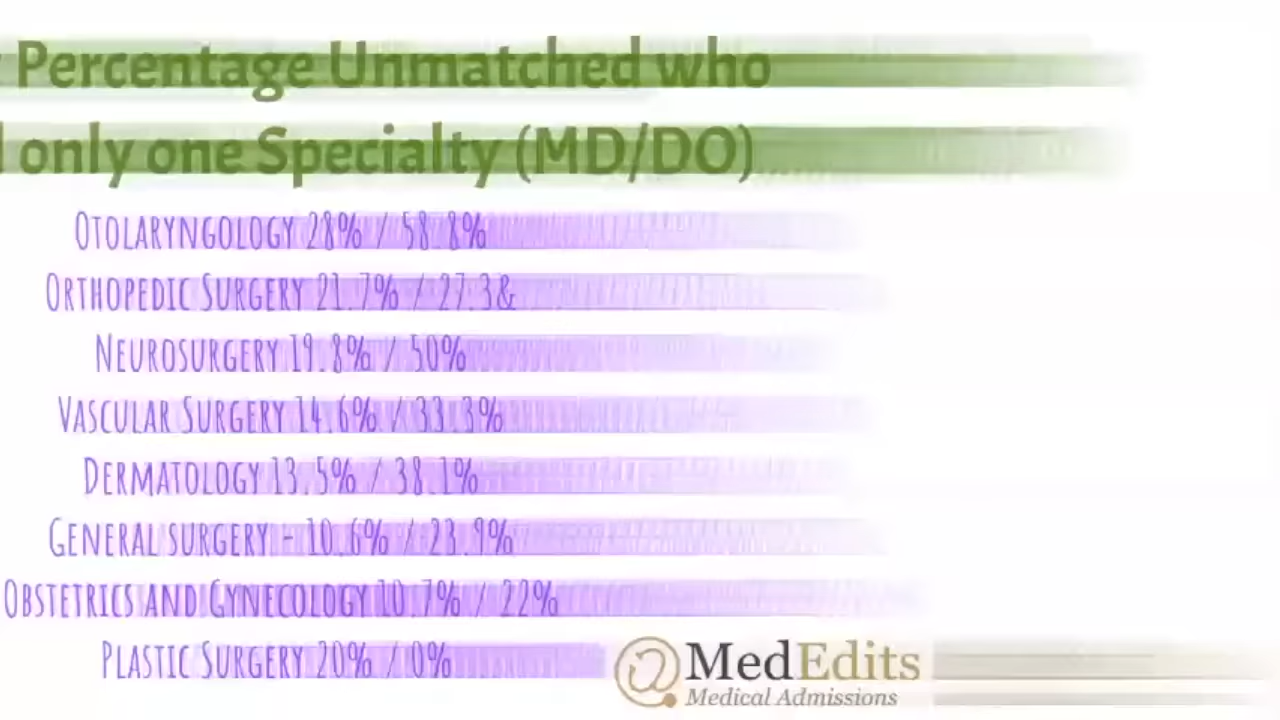 Percentage Unmatched who
only one Specialty (MD/DO)
OTOLARYNGOLOGY 28% / 58.8%
ORTHOPEDIC SURGERY 21.7% / 27.3&
NEUROSURGERY 19.8% / 50%
VASCULAR SURGERY 14.6% / 33.3%
DERMATOLOGY 13.5% / 38.1%
GENERAL SURGERY - 10.6% / 23.9%
OBSTETRICS AND GYNECOLOGY 10.7% / 22%
PLASTIC SURGERY 20% / 0%
MedEdits
Medical Admissions